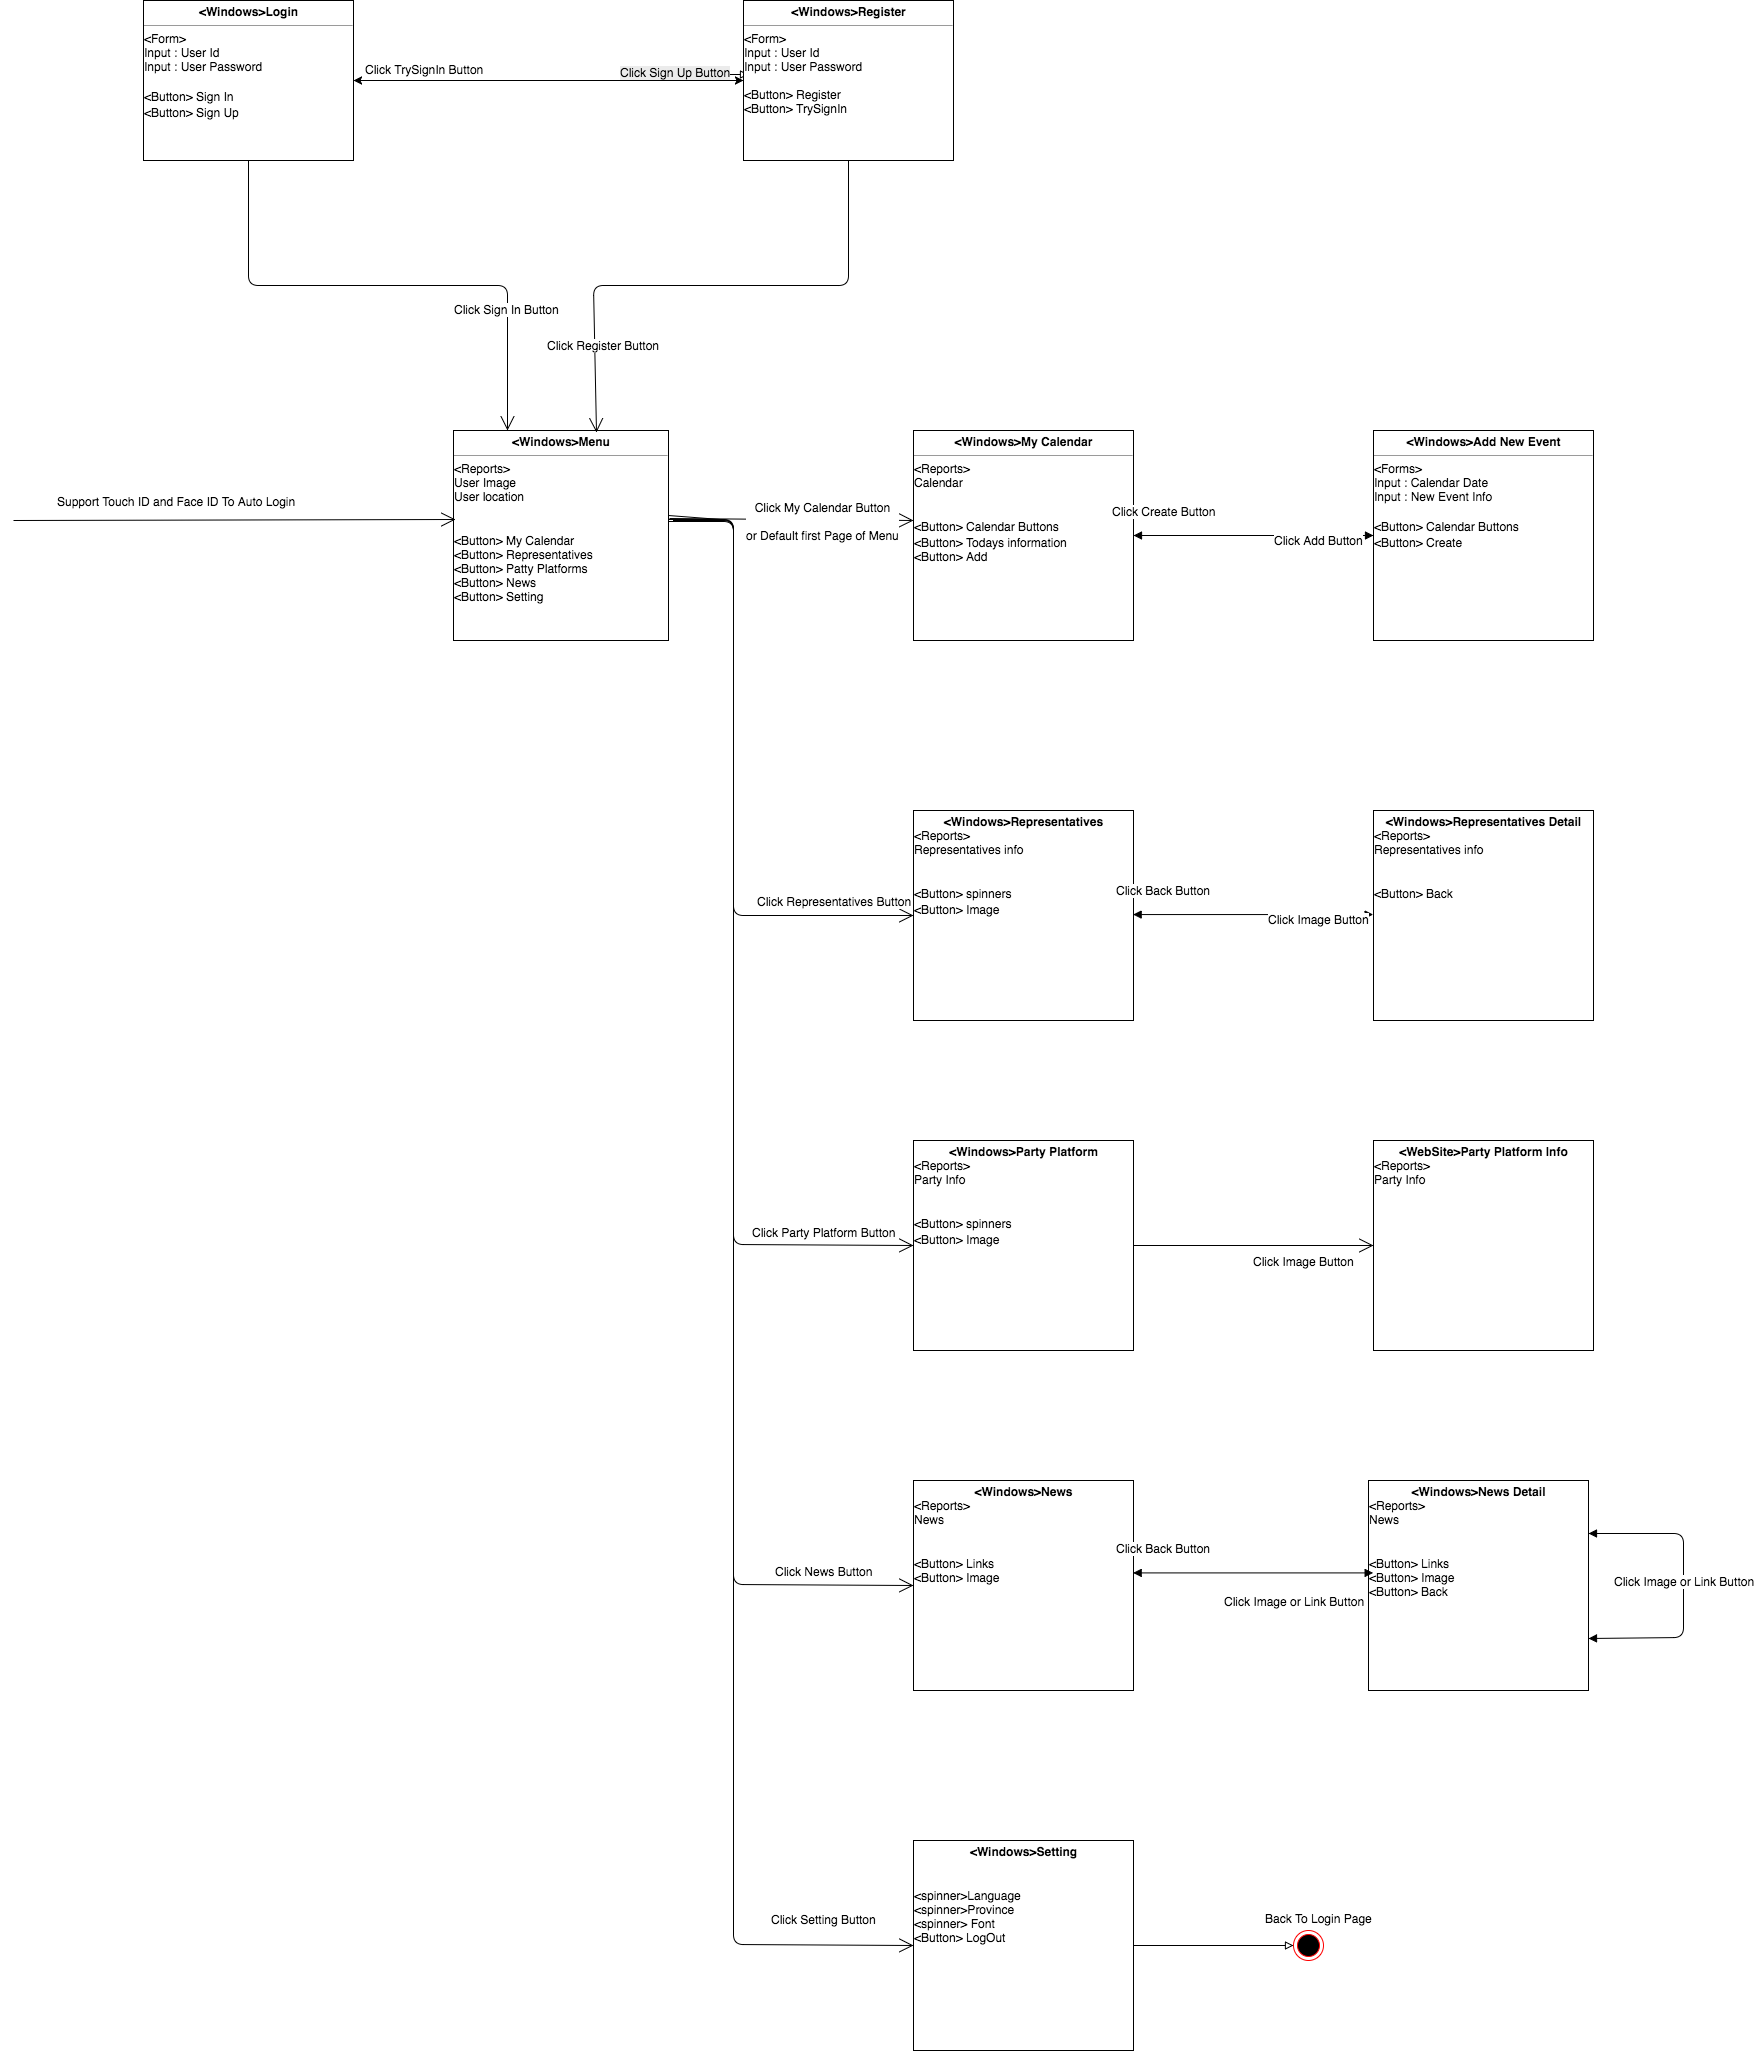 <Windows>Login
<Form>
Input : User Id
Input : User Password
<Button> Sign In
<Button> Sign Up
Click TrySignIn Button
Click Sign Up Button
<Windows>Register
<Form>
Input : User Id
Input : User Password
<Button> Register
<Button> TrySignIn
Click Sign In Button
Click Register Button
Support Touch ID and Face ID To Auto Login
<Windows>Menu
<Reports>
User Image
User location
<Button> My Calendar
<Button> Representatives
<Button> Patty Platforms
<Button> News
<Button> Setting
Click My Calendar Button
or Default first Page of Menu
<Windows>My Calendar
<Reports>
Calendar
<Button> Calendar Buttons
<Button> Todays information
<Button> Add
Click Create Button
Click Add Button
<Windows>Add New Event
<Forms>
Input : Calendar Date
Input : New Event Info
<Button> Calendar Buttons
<Button> Create
Click Representatives Button
<Windows>Representatives
<Reports>
Representatives info
<Button> spinners
<Button> Image
Click Back Button
Click Image Button
<Windows>Representatives Detail
<Reports>
Representatives info
<Button> Back
Click Party Platform Button
<Windows>Party Platform
<Reports>
Party Info
<Button> spinners
<Button> Image
Click Image Button
<WebSite>Party Platform Info
<Reports>
Party Info
Click News Button
<Windows>News
<Reports>
News
<Button> Links
<Button> Image
Click Back Button
Click Image or Link Button
<Windows>News Detail
<Reports>
News
<Button> Links
<Button> Image
<Button> Back
Click Image or Link Button
Click Setting Button
<Windows>Setting
<spinner>Language
<spinner>Province
<spinner> Font
<Button> LogOut
Back To Login Page